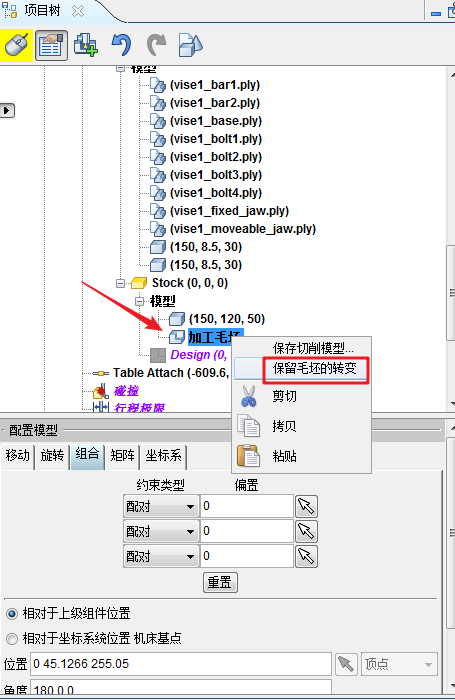 项目树
模型
(vise1_bar1.ply)
(vise1_bar2.ply)
(vise1_base.ply)
(vise1_bolt1.ply)
(vise1_bolt2.ply)
(vise1_bolt3.ply)
(vise1_bolt4.ply)
(vise1_fixed_jaw.ply)
(vise1_moveable_jaw.ply)
(150, 8.5, 30)
(150, 8.5, 30)
Stock (0, 0, 0)
模型
(150, 120, 50)
加工毛坯
保存切削模型...
Design (0,
保留毛坯的转变
Table Attach (-609.6,
碰撞
剪切
行程极限
拷贝
配置模型
粘贴
移动 旋转 组合 矩阵 坐标系
约束类型 偏置
配对 0
配对 0
配对 0
重置
相对于上级组件位置
相对于坐标系统位置 机床基点
位置 0 45.1266 255.05 顶点
角度 180 0 0